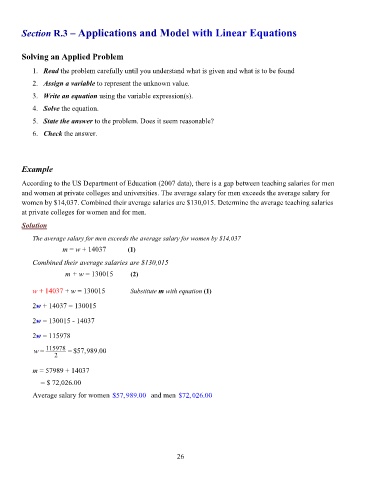 Section R.3 – Applications and Model with Linear Equations
Solving an Applied Problem
1. Read the problem carefully until you understand what is given and what is to be found
2. Assign a variable to represent the unknown value.
3. Write an equation using the variable expression(s).
4. Solve the equation.
5. State the answer to the problem. Does it seem reasonable?
6. Check the answer.
Example
According to the US Department of Education (2007 data), there is a gap between teaching salaries for men
and women at private colleges and universities. The average salary for men exceeds the average salary for
women by $14,037. Combined their average salaries are $130,015. Determine the average teaching salaries
at private colleges for women and for men.
Solution
The average salary for men exceeds the average salary for women by $14,037
m = w + 14037 (1)
Combined their average salaries are $130,015
m + w = 130015 (2)
w + 14037 + w = 130015 Substitute m with equation (1)
2w + 14037 = 130015
2w = 130015 - 14037
2w = 115978
w = 115978/2 = $57,989.00
m = 57989 + 14037
= $ 72,026.00
Average salary for women $57,989.00 and men $72,026.00
26